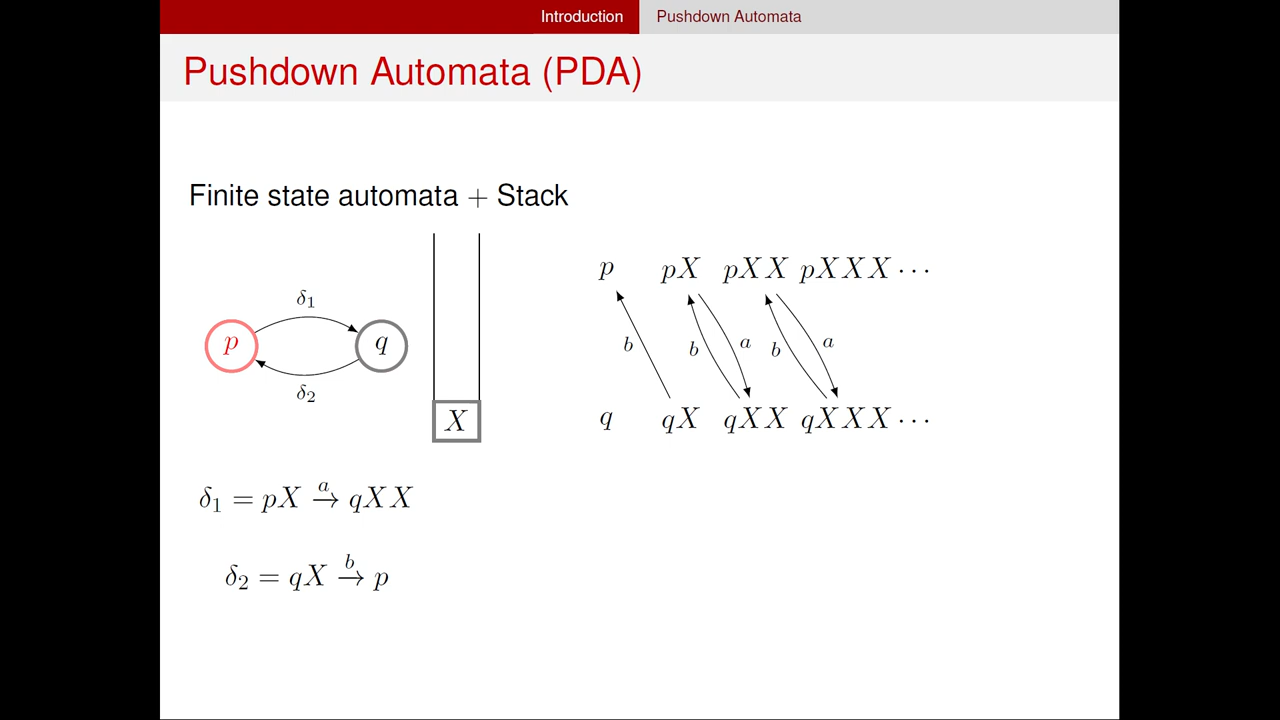 Introduction Pushdown Automata
Pushdown Automata (PDA)
Finite state automata + Stack
p pX pXX pXXX ···
δ1
p q
b b a b a
δ2
X
q qX qXX qXXX ···
δ1 = pX a→ qXX
δ2 = qX b→ p